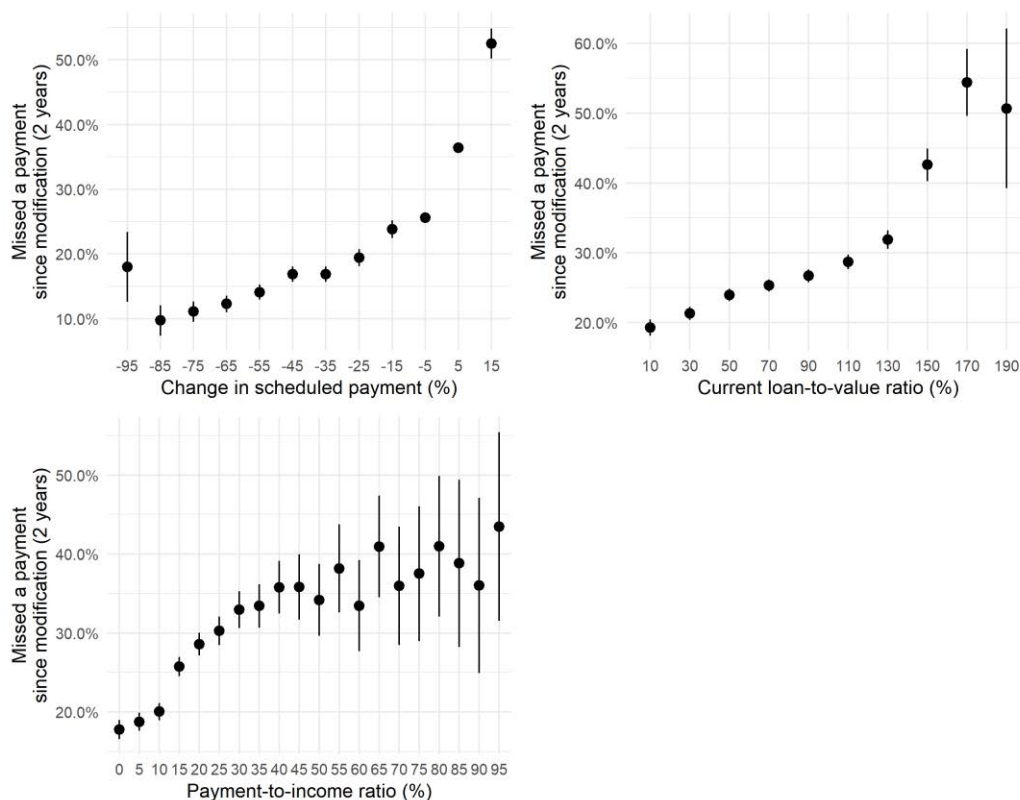 Missed a payment
since modification (2 years)
50.0%
40.0%
30.0%
20.0%
10.0%
-95 -85 -75 -65 -55 -45 -35 -25 -15 -5 5 15
Change in scheduled payment (%)
Missed a payment
since modification (2 years)
60.0%
50.0%
40.0%
30.0%
20.0%
10 30 50 70 90 110 130 150 170 190
Current loan-to-value ratio (%)
Missed a payment
since modification (2 years)
50.0%
40.0%
30.0%
20.0%
0 5 10 15 20 25 30 35 40 45 50 55 60 65 70 75 80 85 90 95
Payment-to-income ratio (%)